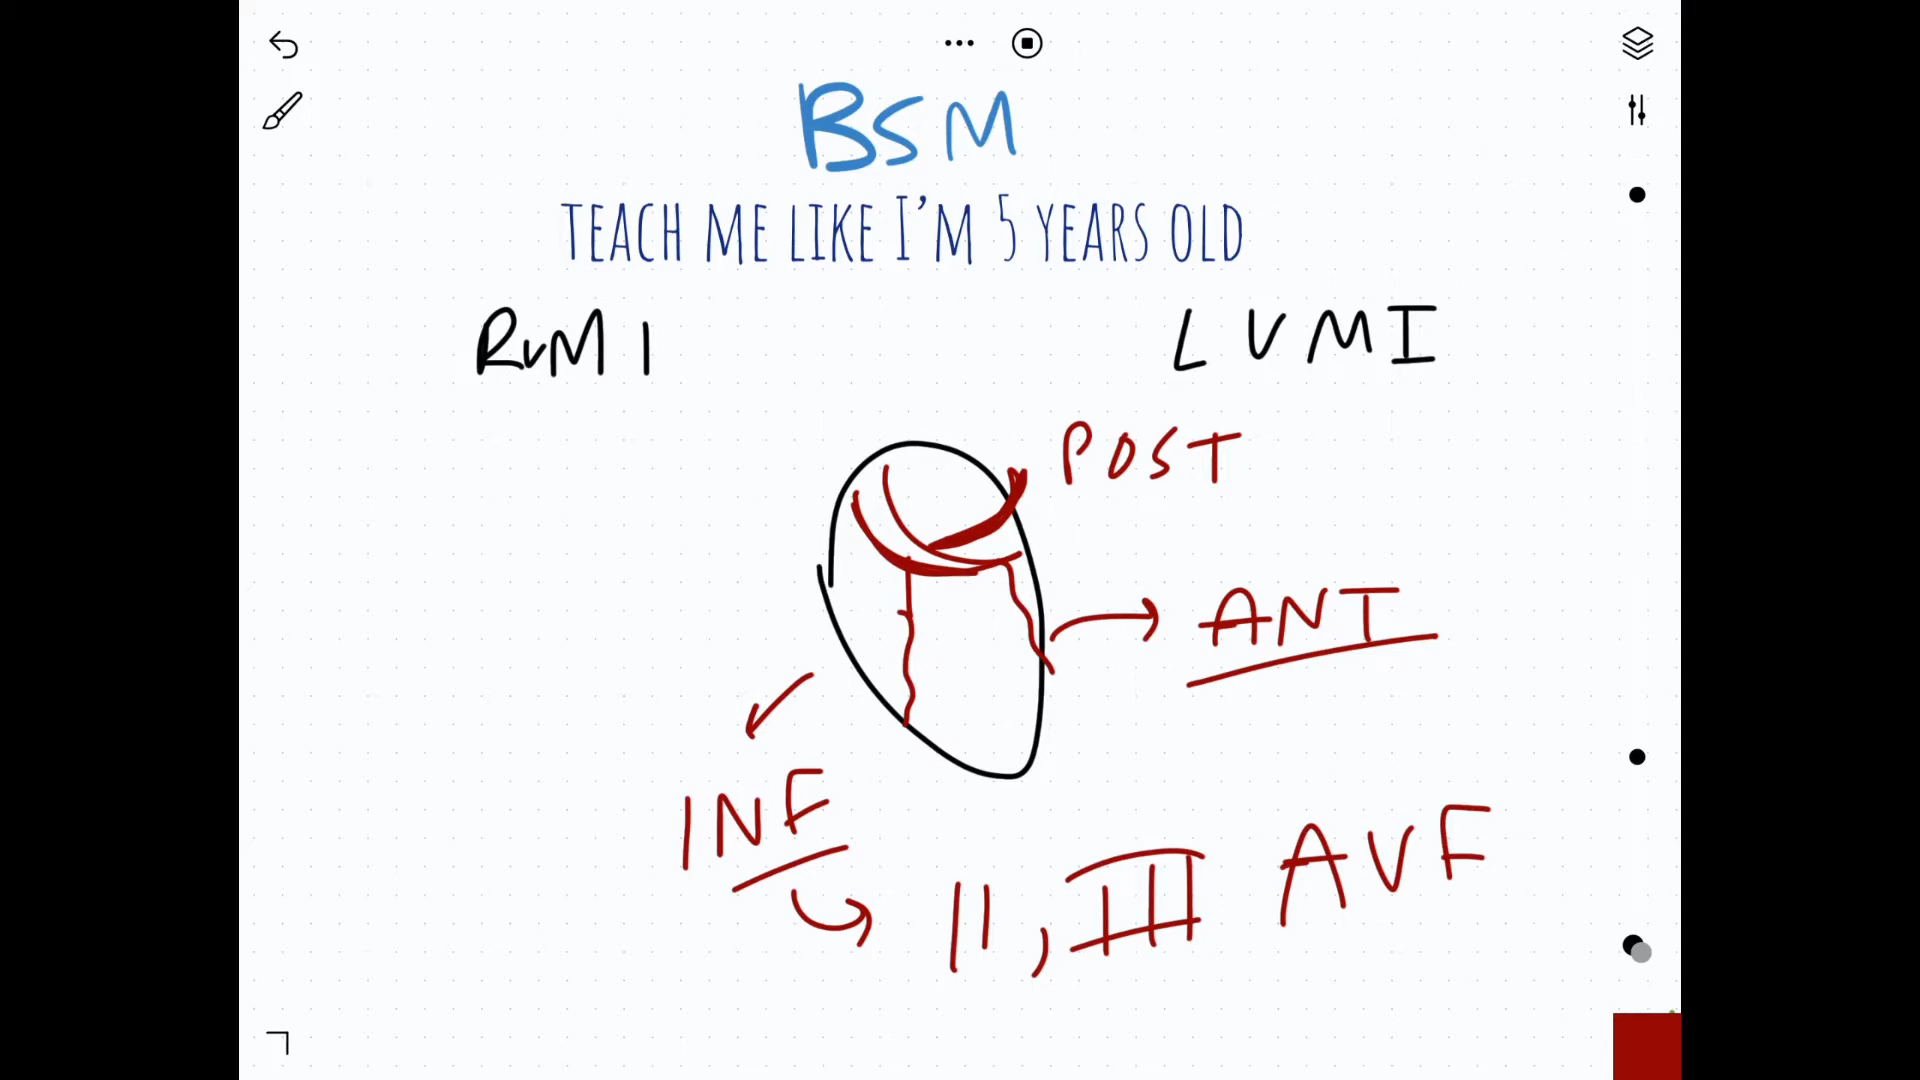 BSM
TEACH ME LIKE I'M 5 YEARS OLD
RVMI LVMI
POST
ANT
INF
II, III AVF